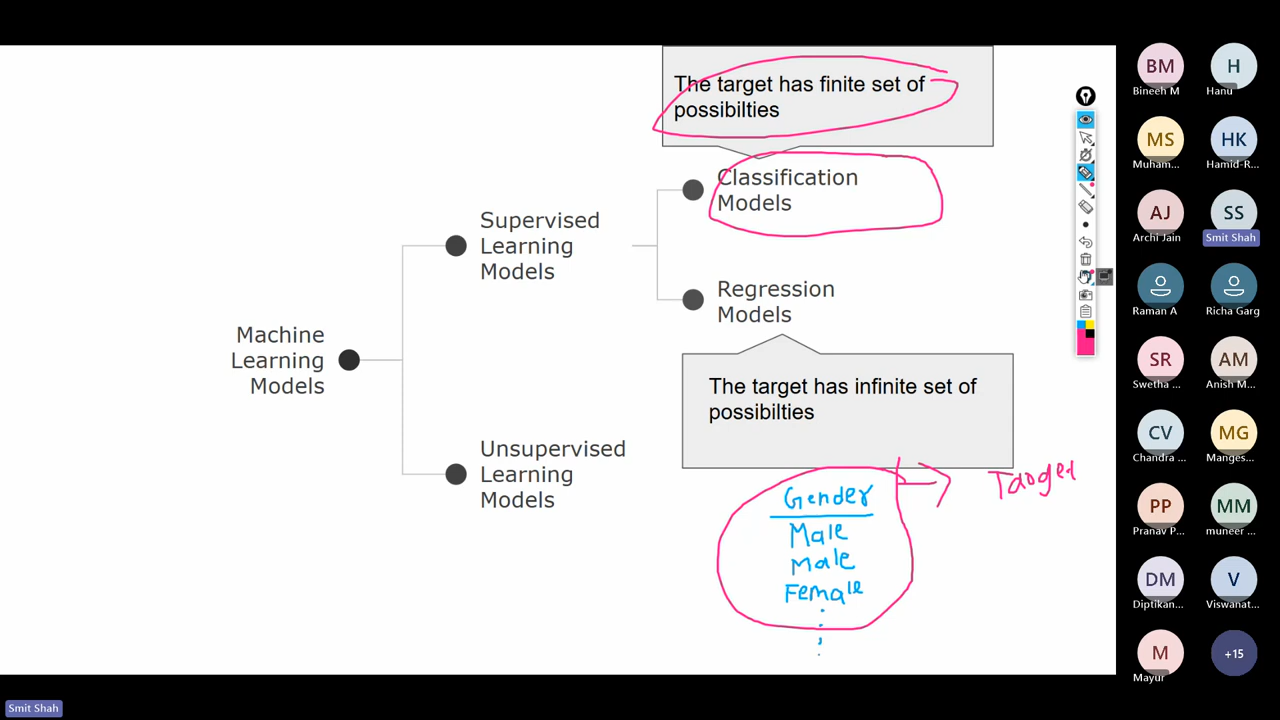 The target has finite set of
possibilties
Classification
Models
Supervised
Learning
Models
Regression
Models
Machine
Learning
Models
The target has infinite set of
possibilties
Unsupervised
Learning
Models
Gender
Male
Male
Female
Target
BM
Bineeh M
H
Hanu
MS
Muham...
HK
Hamid-R...
AJ
Archi Jain
SS
Smit Shah
Raman A
Richa Garg
SR
Swetha ...
AM
Anish M...
CV
Chandra ...
MG
Manges...
PP
Pranav P...
MM
muneer ...
DM
Diptikan...
V
Viswanat...
M
Mayur
+15
Smit Shah